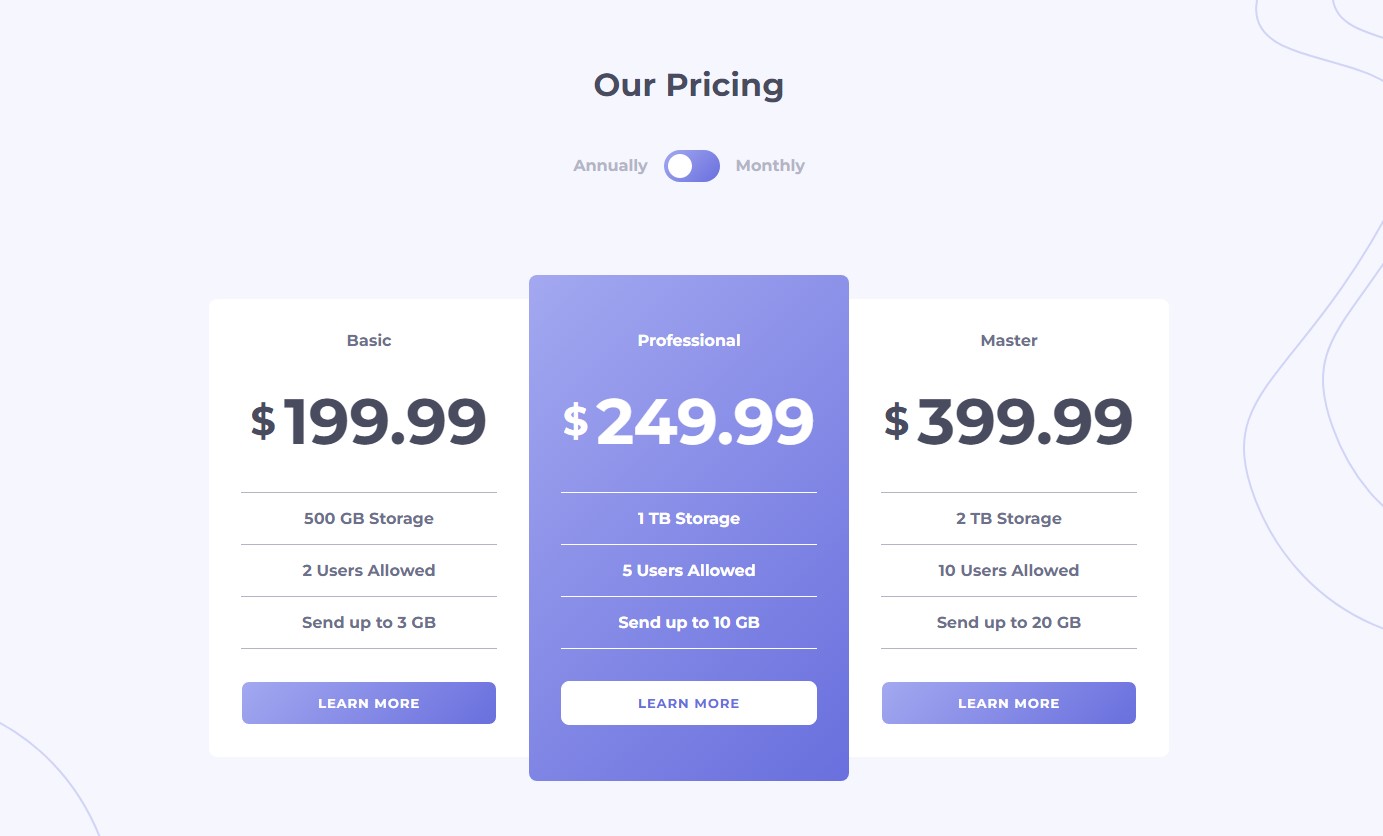 Our Pricing
Annually Monthly
Basic
$199.99
500 GB Storage
2 Users Allowed
Send up to 3 GB
LEARN MORE
Professional
$249.99
1 TB Storage
5 Users Allowed
Send up to 10 GB
LEARN MORE
Master
$399.99
2 TB Storage
10 Users Allowed
Send up to 20 GB
LEARN MORE